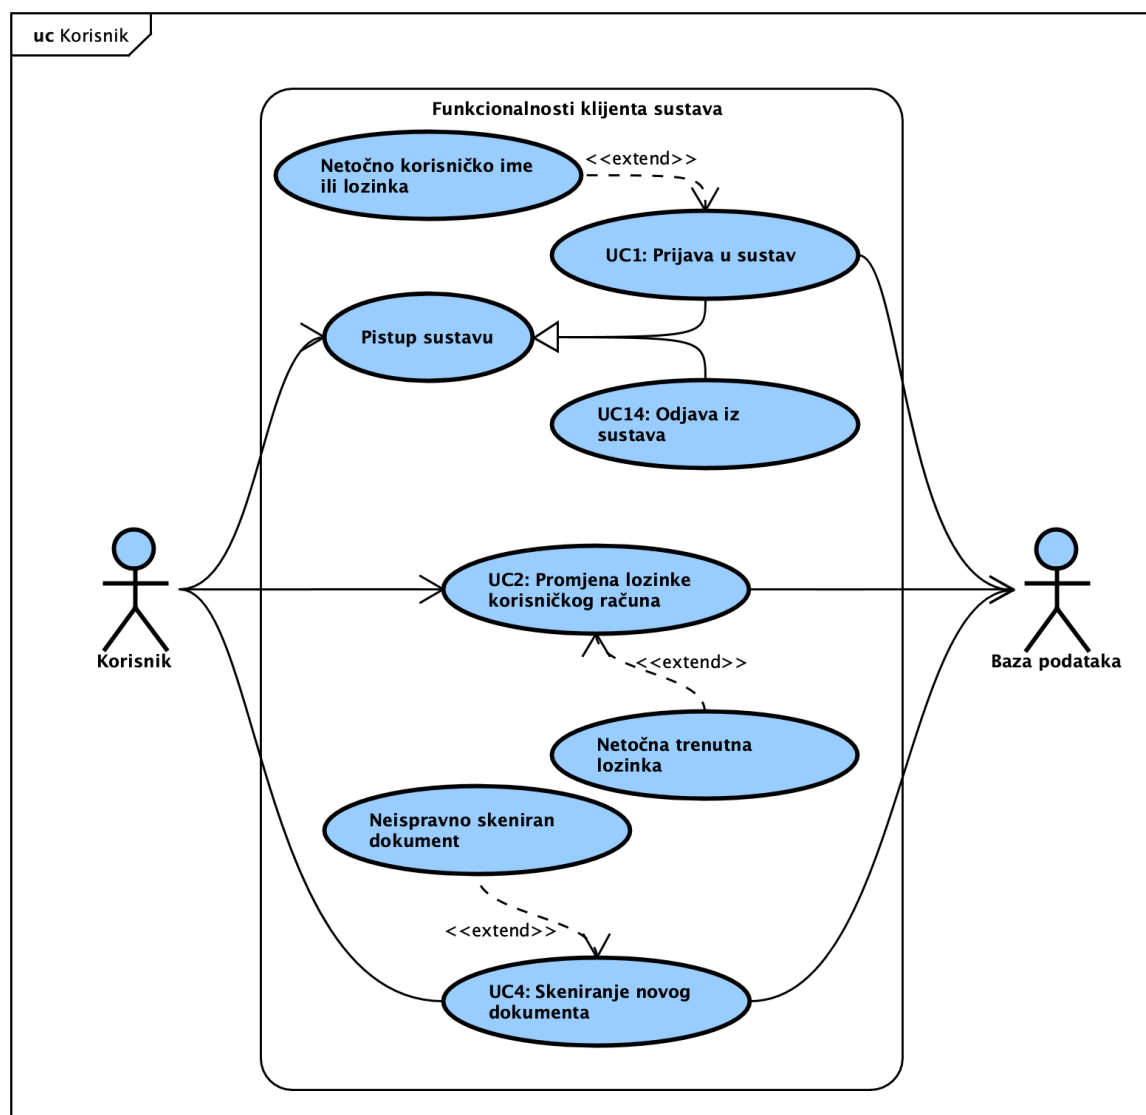 uc Korisnik
Funkcionalnosti klijenta sustava
<<extend>>
Netočno korisničko ime
ili lozinka
UC1: Prijava u sustav
Pistup sustavu
UC14: Odjava iz
sustava
UC2: Promjena lozinke
korisničkog računa
Korisnik
Baza podataka
<<extend>>
Netočna trenutna
lozinka
Neispravno skeniran
dokument
<<extend>>
UC4: Skeniranje novog
dokumenta